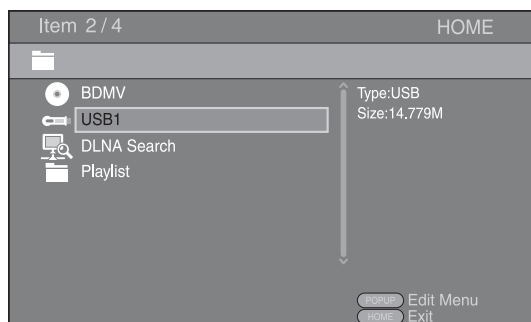 Item 2/4 HOME
BDMV
USB1
DLNA Search
Playlist
Type:USB
Size:14.779M
POPUP Edit Menu
HOME Exit